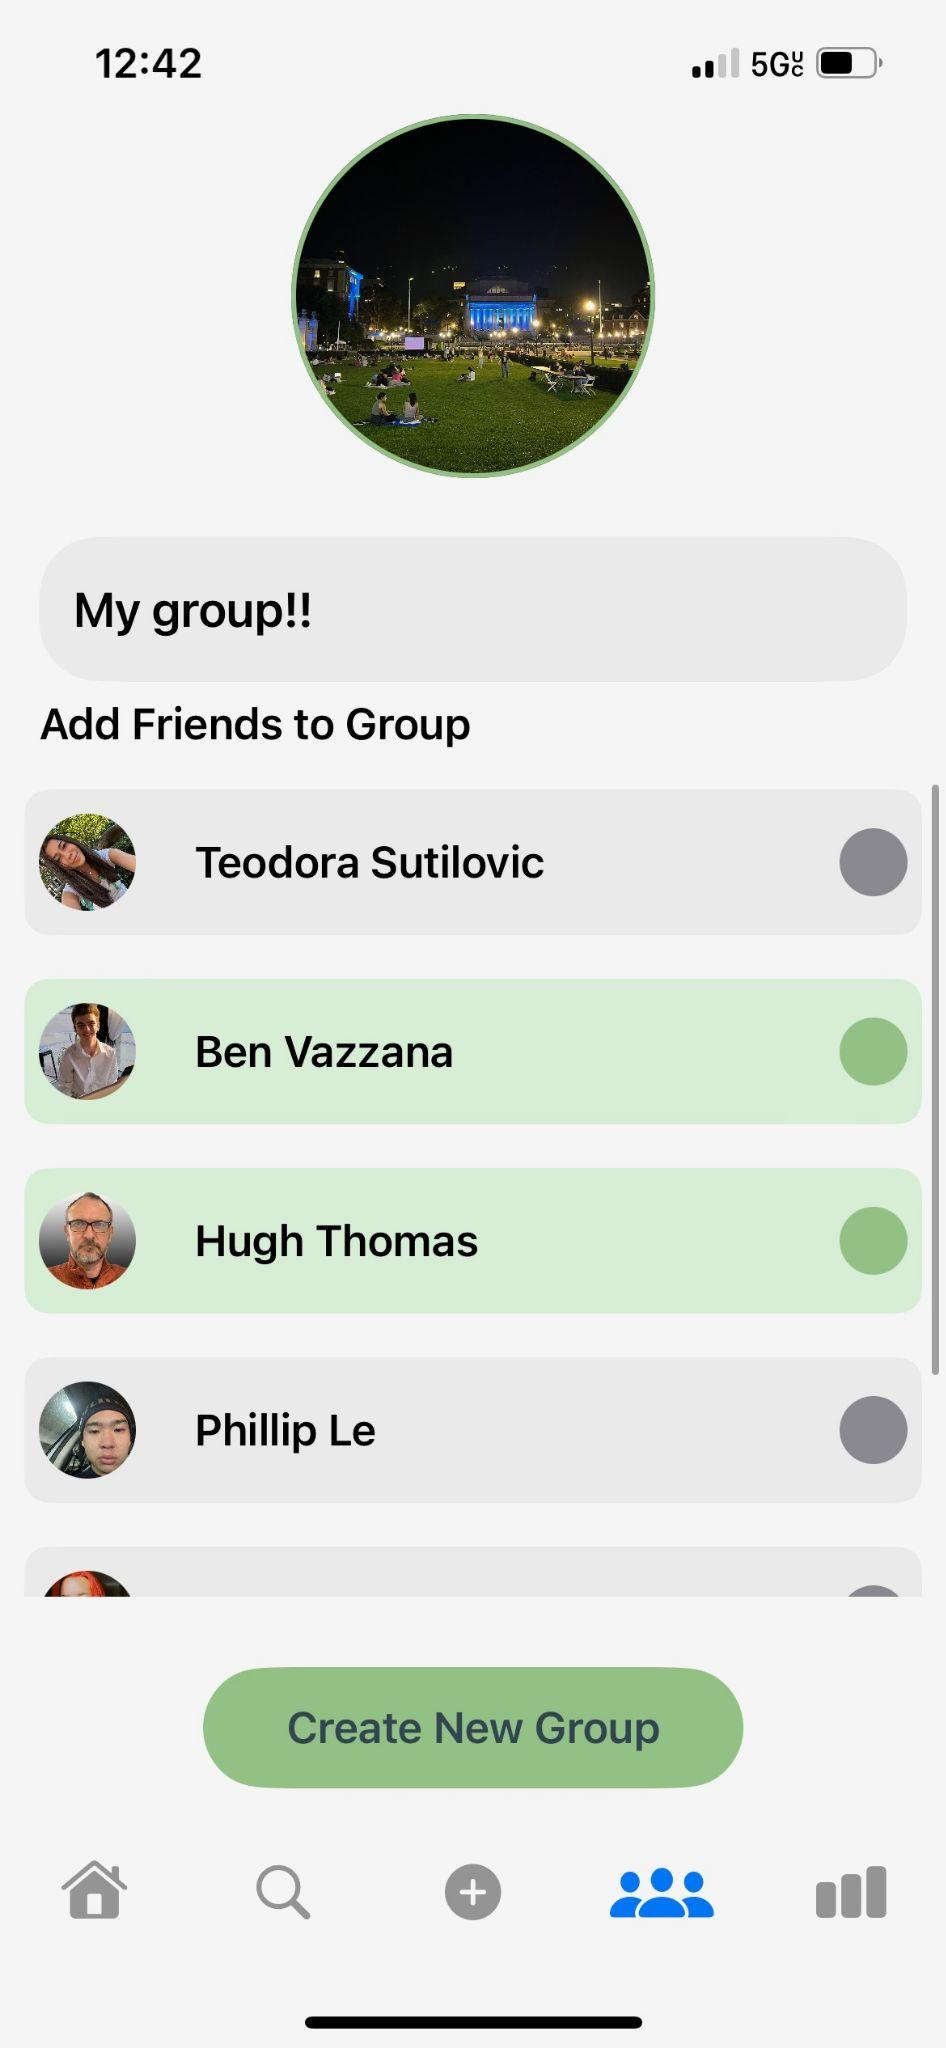 12:42
5G UC
My group!!
Add Friends to Group
Teodora Sutilovic
Ben Vazzana
Hugh Thomas
Phillip Le
Create New Group